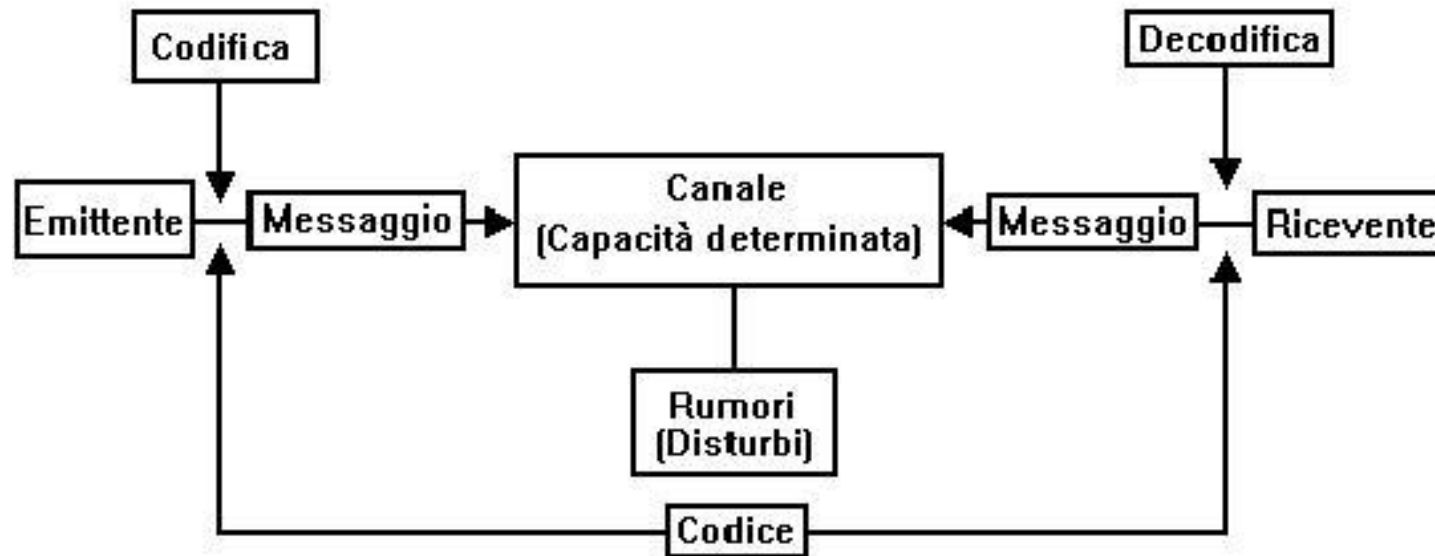 Codifica
Decodifica
Emittente
Messaggio
Canale
(Capacità determinata)
Messaggio
Ricevente
Rumori
(Disturbi)
Codice